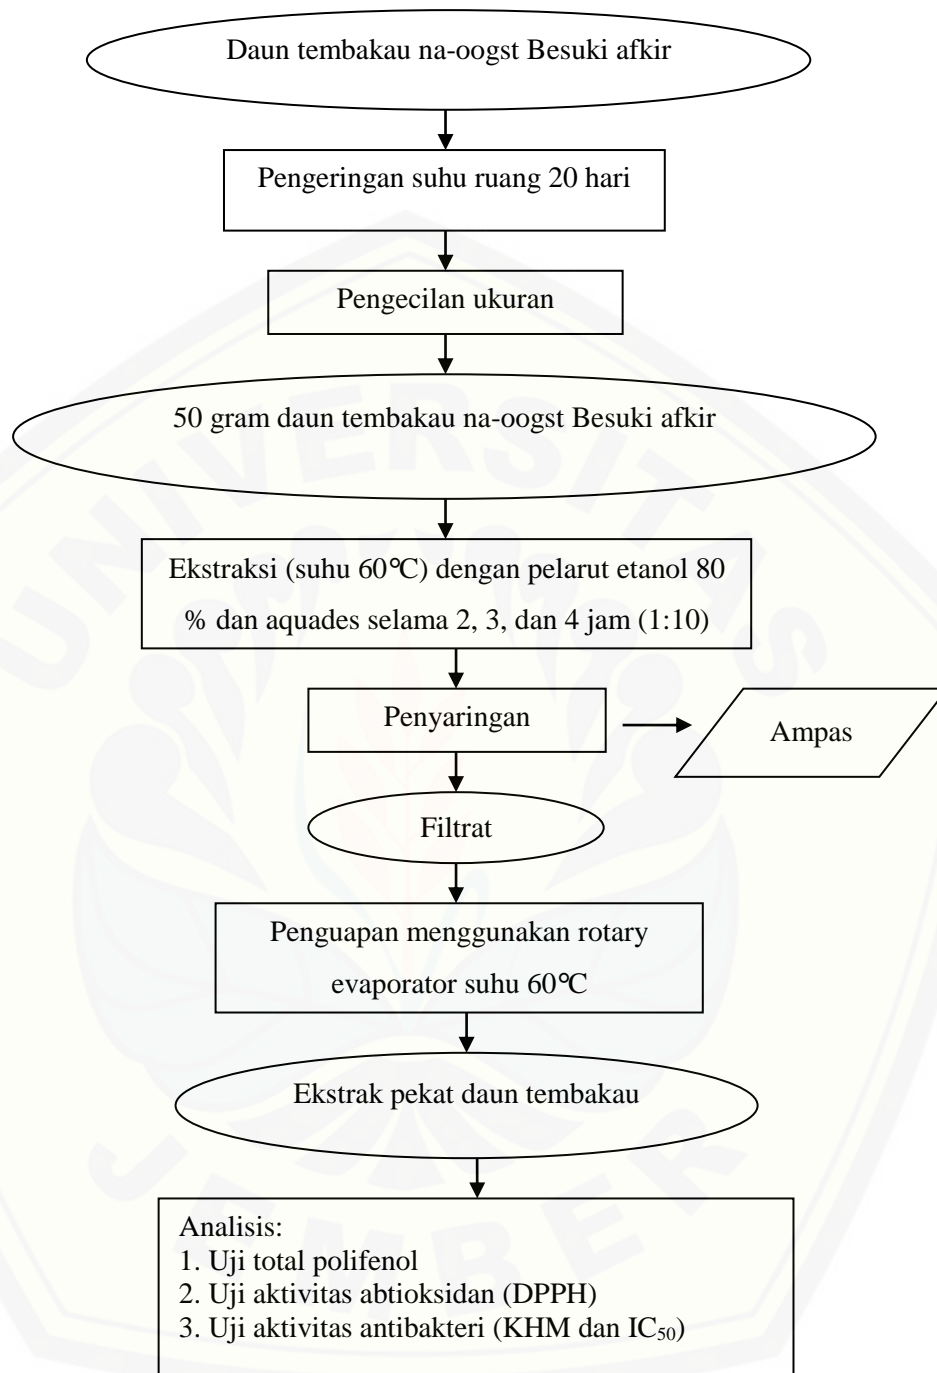 Daun tembakau na-oogst Besuki afkir
Pengeringan suhu ruang 20 hari
Pengecilan ukuran
50 gram daun tembakau na-oogst Besuki afkir
Ekstraksi (suhu 60℃) dengan pelarut etanol 80
% dan aquades selama 2, 3, dan 4 jam (1:10)
Penyaringan
Ampas
Filtrat
Penguapan menggunakan rotary
evaporator suhu 60℃
Ekstrak pekat daun tembakau
Analisis:
1. Uji total polifenol
2. Uji aktivitas abtioksidan (DPPH)
3. Uji aktivitas antibakteri (KHM dan IC₅₀)
UNIVERSITAS
JEMBER